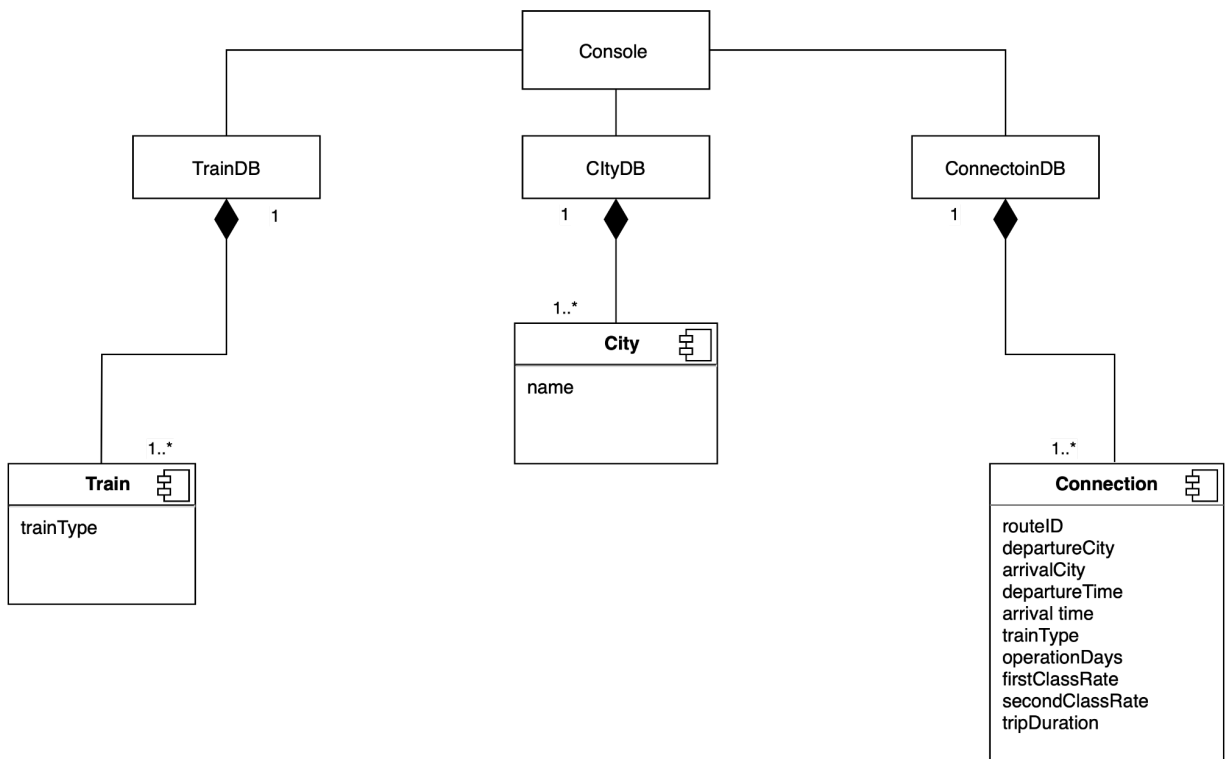 Console
TrainDB
CItyDB
ConnectoinDB
1
1
1
1..*
City
name
1..*
1..*
Train
trainType
Connection
routeID
departureCity
arrivalCity
departureTime
arrival time
trainType
operationDays
firstClassRate
secondClassRate
tripDuration